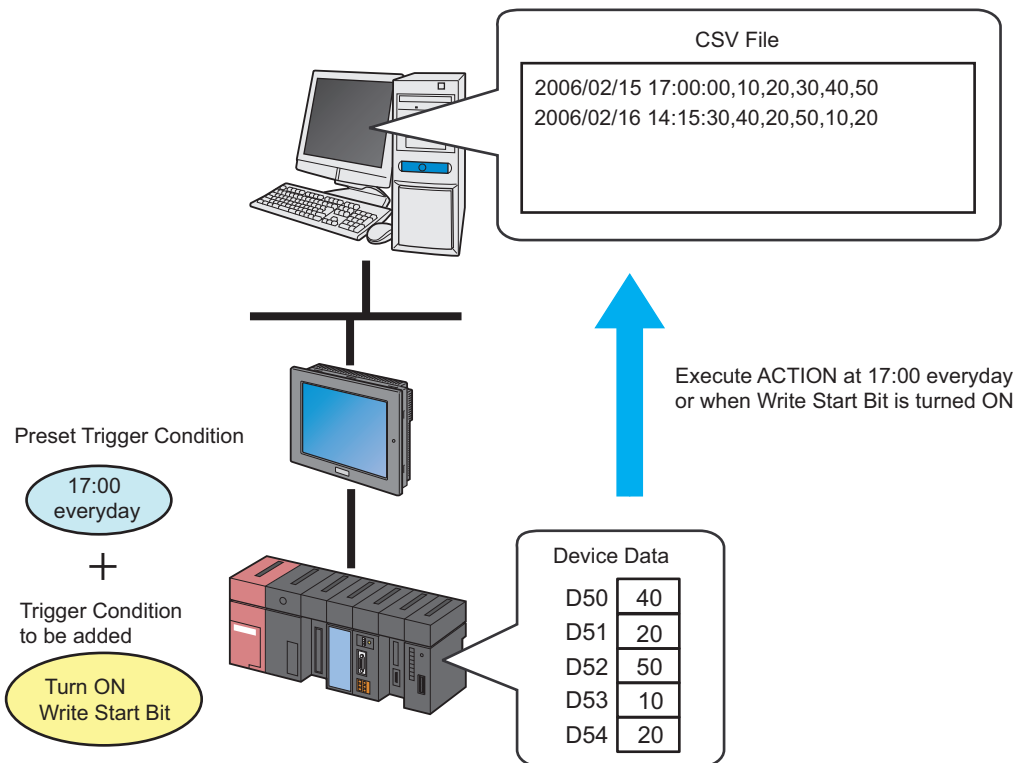 CSV File
2006/02/15 17:00:00,10,20,30,40,50
2006/02/16 14:15:30,40,20,50,10,20
Execute ACTION at 17:00 everyday
or when Write Start Bit is turned ON
Preset Trigger Condition
17:00
everyday
+
Trigger Condition
to be added
Turn ON
Write Start Bit
Device Data
D50 40
D51 20
D52 50
D53 10
D54 20